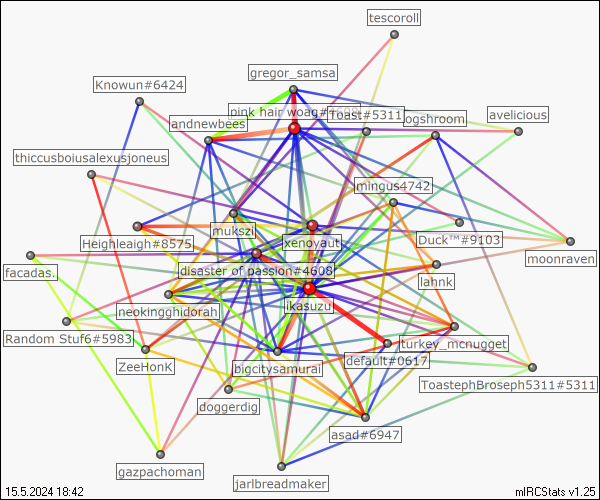 tescoroll
gregor_samsa
Knowun#6424
pink hair woag#
Toast#5311
ogshroom
avelicious
andnewbees
thiccusboiusalexusjoneus
mingus4742
mukszi
xenoyaut
Duck™#9103
Heighleaigh#8575
moonraven
facadas.
disaster of passion#4608
lahnk
neokingghidorah
ikasuzu
Random Stuf6#5983
turkey_mcnugget
ZeeHonK
bigcitysamurai
default#0617
ToastephBroseph5311#5311
doggerdig
asad#6947
gazpachoman
jarlbreadmaker
15.5.2024 18:42
mIRCStats v1.25